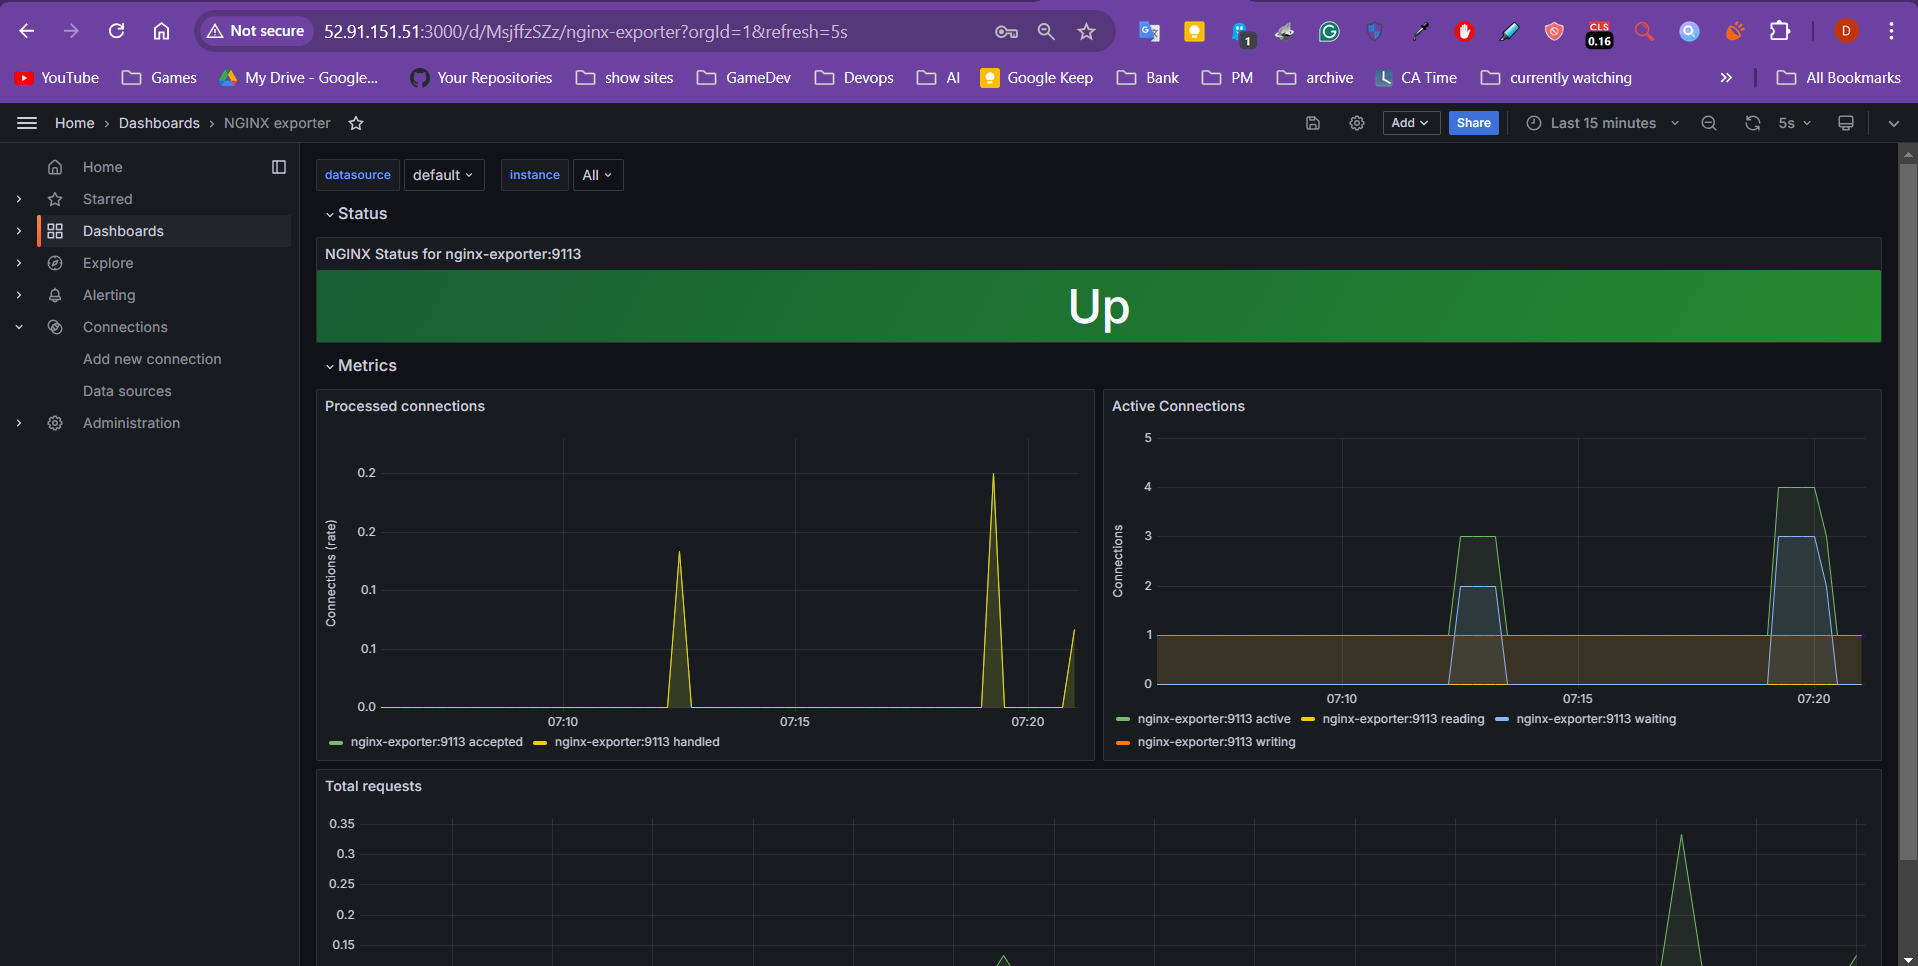 Not secure 52.91.151.51:3000/d/MsjffzSZz/nginx-exporter?orgId=1&refresh=5s 1 CLS 0.16 D
YouTube Games My Drive - Google... Your Repositories show sites GameDev Devops AI Google Keep Bank PM archive CA Time currently watching » All Bookmarks
Home › Dashboards › NGINX exporter Add Share Last 15 minutes 5s
Home
Starred
Dashboards
Explore
Alerting
Connections
Add new connection
Data sources
Administration
datasource default instance All
Status
NGINX Status for nginx-exporter:9113
Up
Metrics
Processed connections
Connections (rate)
0.2
0.2
0.1
0.1
0.0
07:10 07:15 07:20
nginx-exporter:9113 accepted nginx-exporter:9113 handled
Active Connections
Connections
5
4
3
2
1
0
07:10 07:15 07:20
nginx-exporter:9113 active nginx-exporter:9113 reading nginx-exporter:9113 waiting
nginx-exporter:9113 writing
Total requests
0.35
0.3
0.25
0.2
0.15